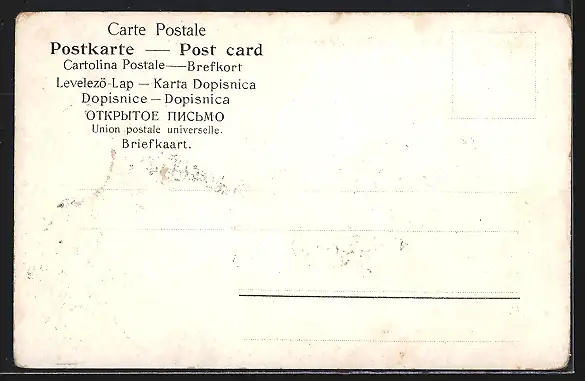 Carte Postale
Postkarte — Post card
Cartolina Postale—Brefkort
Levelező-Lap — Karta Dopisnica
Dopisnice — Dopisnica
ОТКРЫТОЕ ПИСЬМО
Union postale universelle.
Briefkaart.